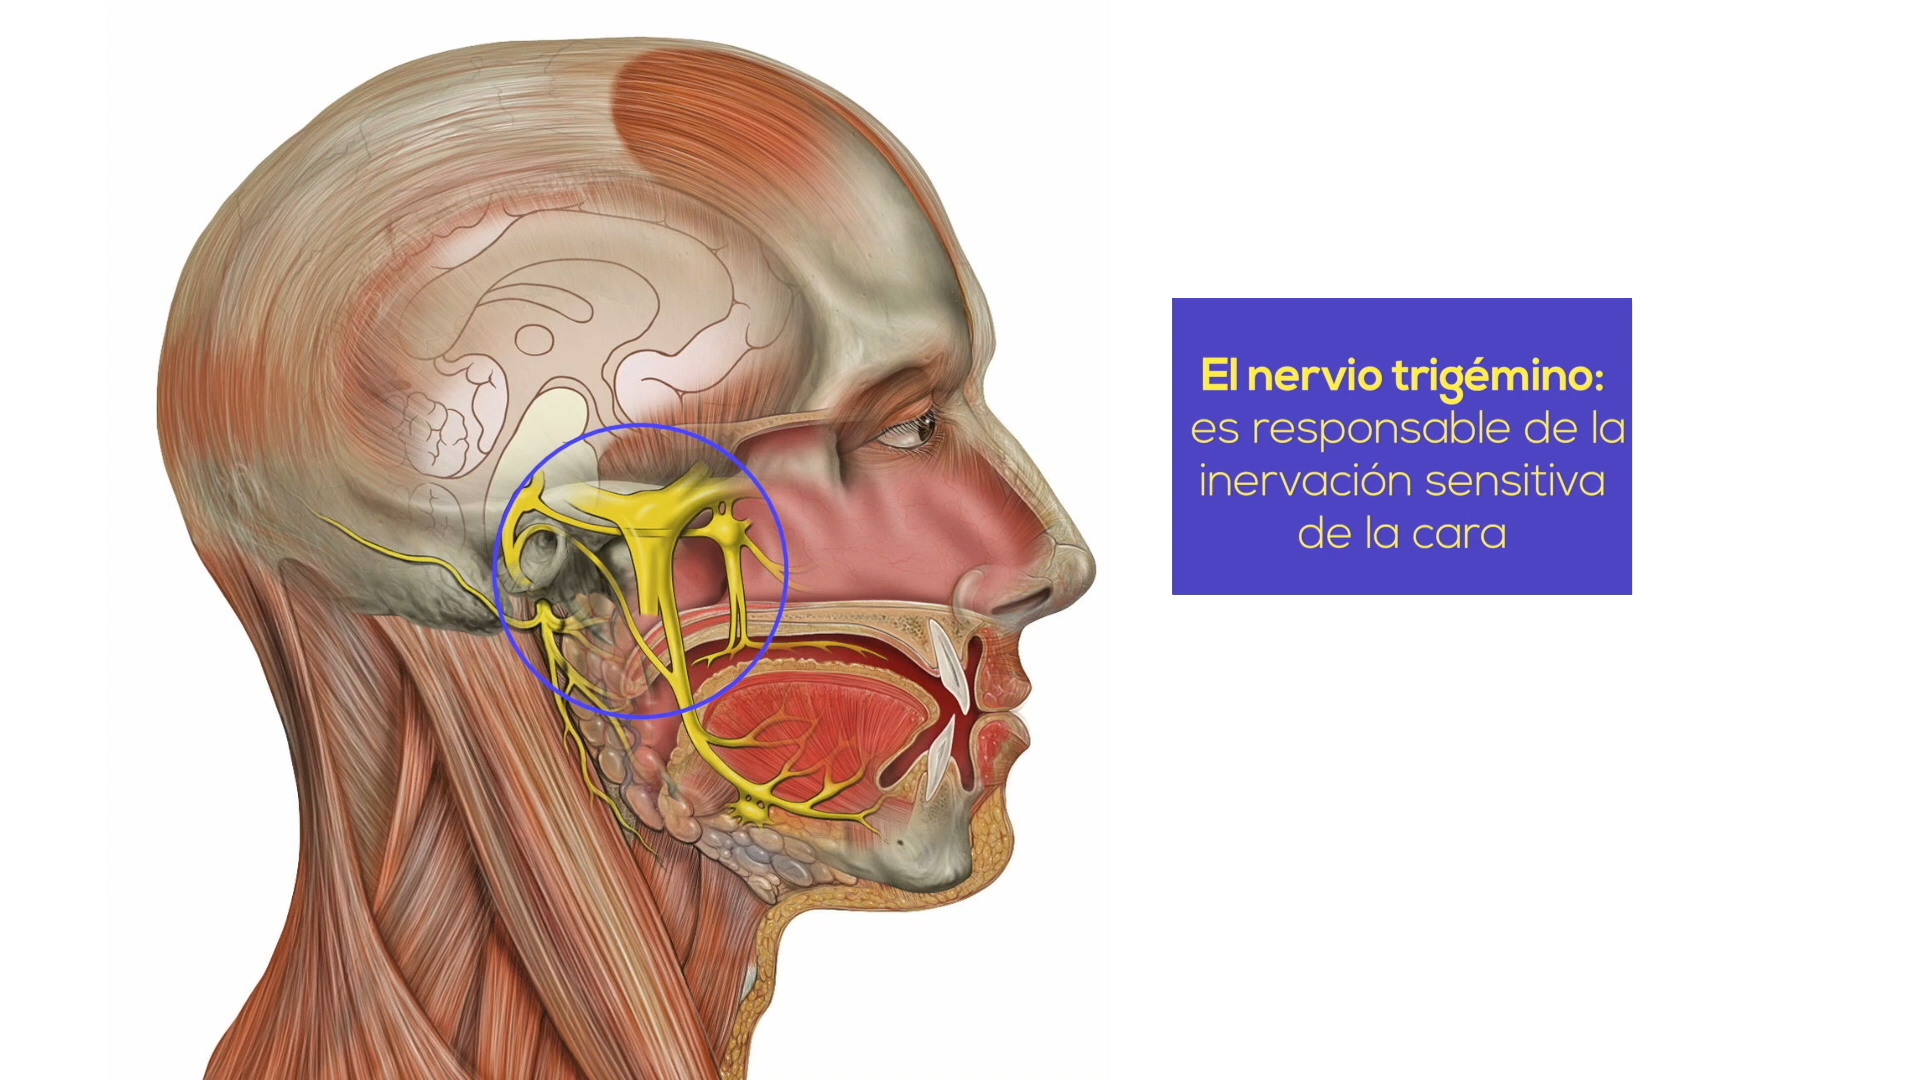 El nervio trigémino:
es responsable de la
inervación sensitiva
de la cara